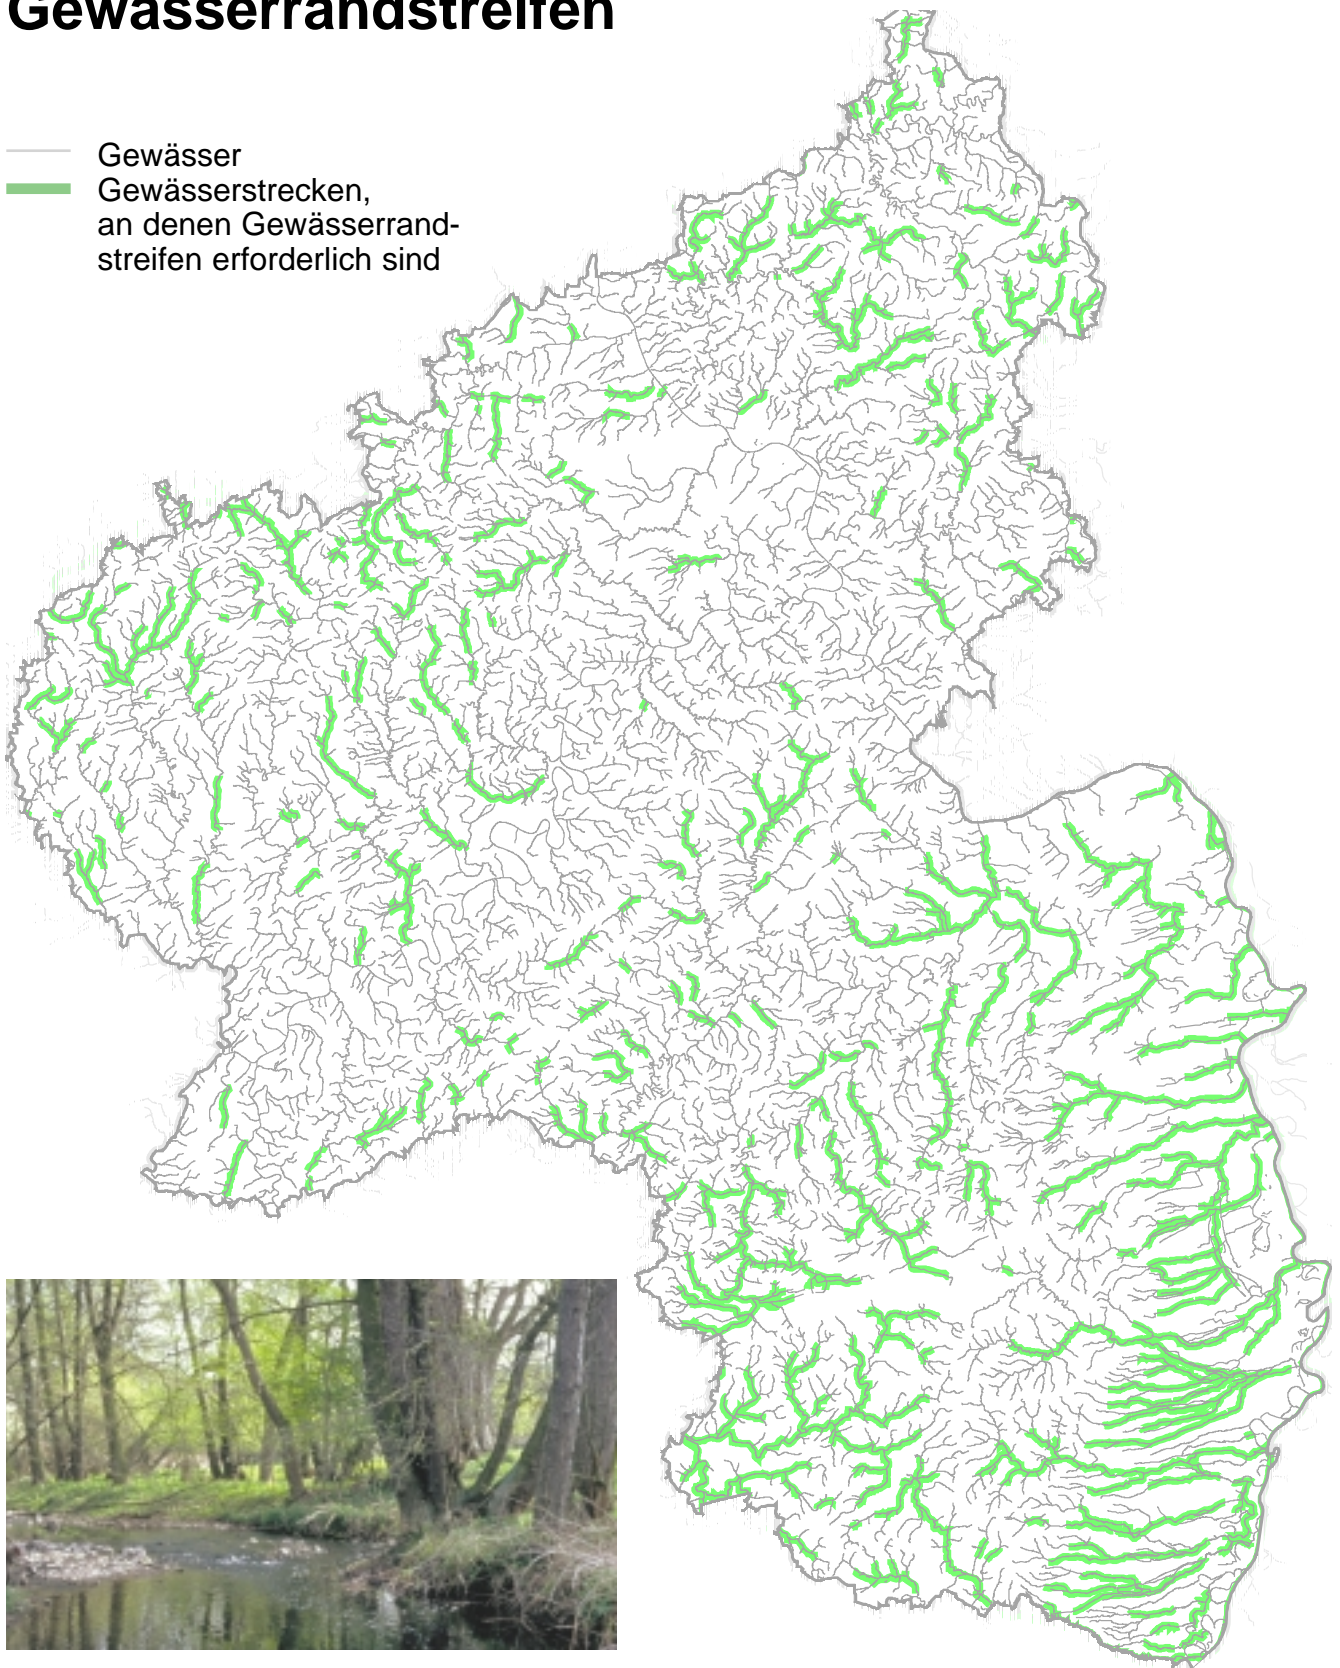 Gewässerrandstreifen
Gewässer
Gewässerstrecken,
an denen Gewässerrand-
streifen erforderlich sind